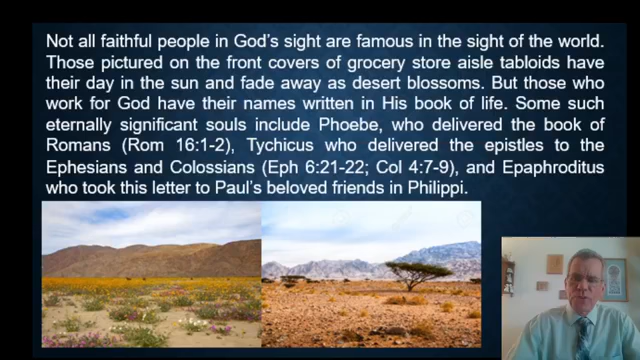 Not all faithful people in God's sight are famous in the sight of the world.
Those pictured on the front covers of grocery store aisle tabloids have
their day in the sun and fade away as desert blossoms. But those who
work for God have their names written in His book of life. Some such
eternally significant souls include Phoebe, who delivered the book of
Romans (Rom 16:1-2), Tychicus who delivered the epistles to the
Ephesians and Colossians (Eph 6:21-22; Col 4:7-9), and Epaphroditus
who took this letter to Paul's beloved friends in Philippi.